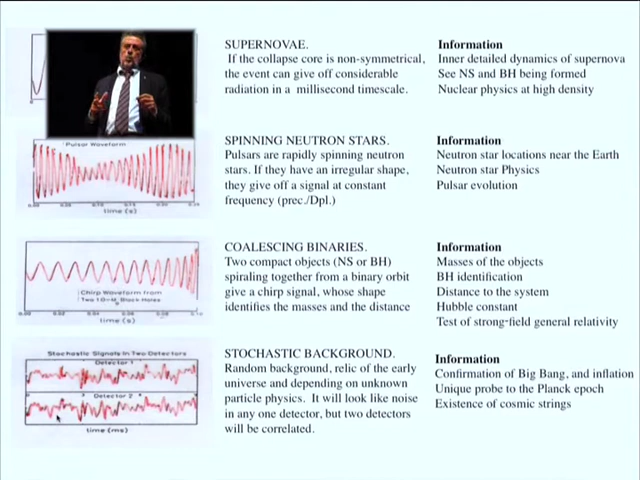 SUPERNOVAE.
If the collapse core is non-symmetrical,
the event can give off considerable
radiation in a millisecond timescale.
Information
Inner detailed dynamics of supernova
See NS and BH being formed
Nuclear physics at high density
Pulsar Waveform
time (s)
SPINNING NEUTRON STARS.
Pulsars are rapidly spinning neutron
stars. If they have an irregular shape,
they give off a signal at constant
frequency (prec./Dpl.)
Information
Neutron star locations near the Earth
Neutron star Physics
Pulsar evolution
Chirp Waveform from
Two 10-M Black Holes
time (s)
COALESCING BINARIES.
Two compact objects (NS or BH)
spiraling together from a binary orbit
give a chirp signal, whose shape
identifies the masses and the distance
Information
Masses of the objects
BH identification
Distance to the system
Hubble constant
Test of strong-field general relativity
Stochastic Signals in Two Detectors
Detector 1
Detector 2
time (ms)
STOCHASTIC BACKGROUND.
Random background, relic of the early
universe and depending on unknown
particle physics. It will look like noise
in any one detector, but two detectors
will be correlated.
Information
Confirmation of Big Bang, and inflation
Unique probe to the Planck epoch
Existence of cosmic strings